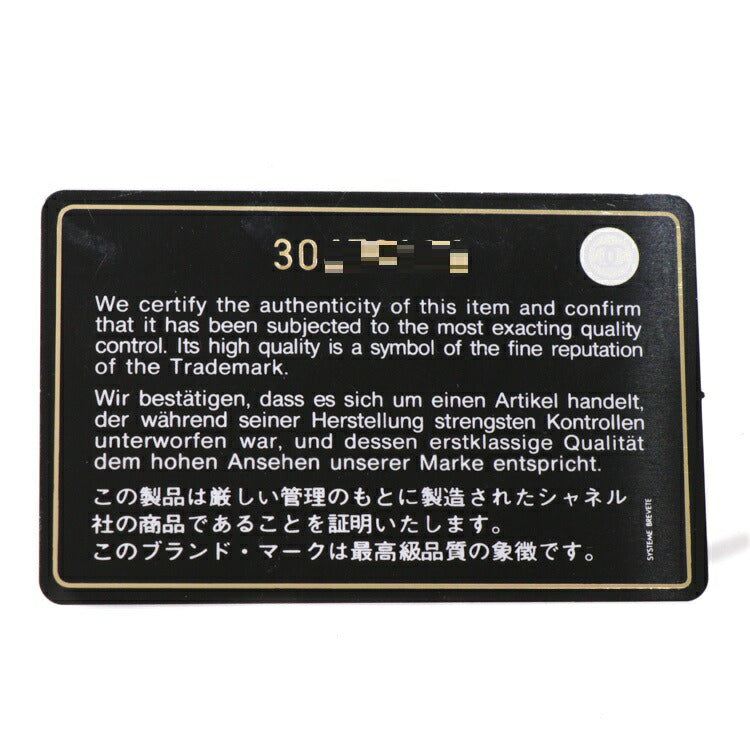 30
We certify the authenticity of this item and confirm
that it has been subjected to the most exacting quality
control. Its high quality is a symbol of the fine reputation
of the Trademark.
Wir bestätigen, dass es sich um einen Artikel handelt,
der während seiner Herstellung strengsten Kontrollen
unterworfen war, und dessen erstklassige Qualität
dem hohen Ansehen unserer Marke entspricht.
この製品は厳しい管理のもとに製造されたシャネル
社の商品であることを証明いたします。
このブランド・マークは最高級品質の象徴です。
SYSTEME BREVETE